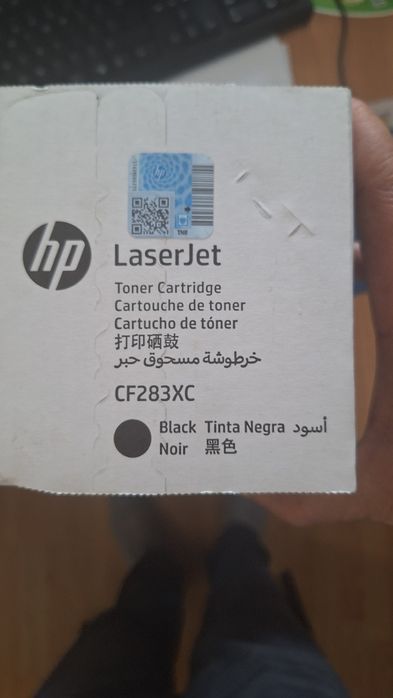 hp
LaserJet
Toner Cartridge
Cartouche de toner
Cartucho de tóner
打印硒鼓
خرطوشة مسحوق حبر
CF283XC
Black Tinta Negra أسود
Noir 黑色